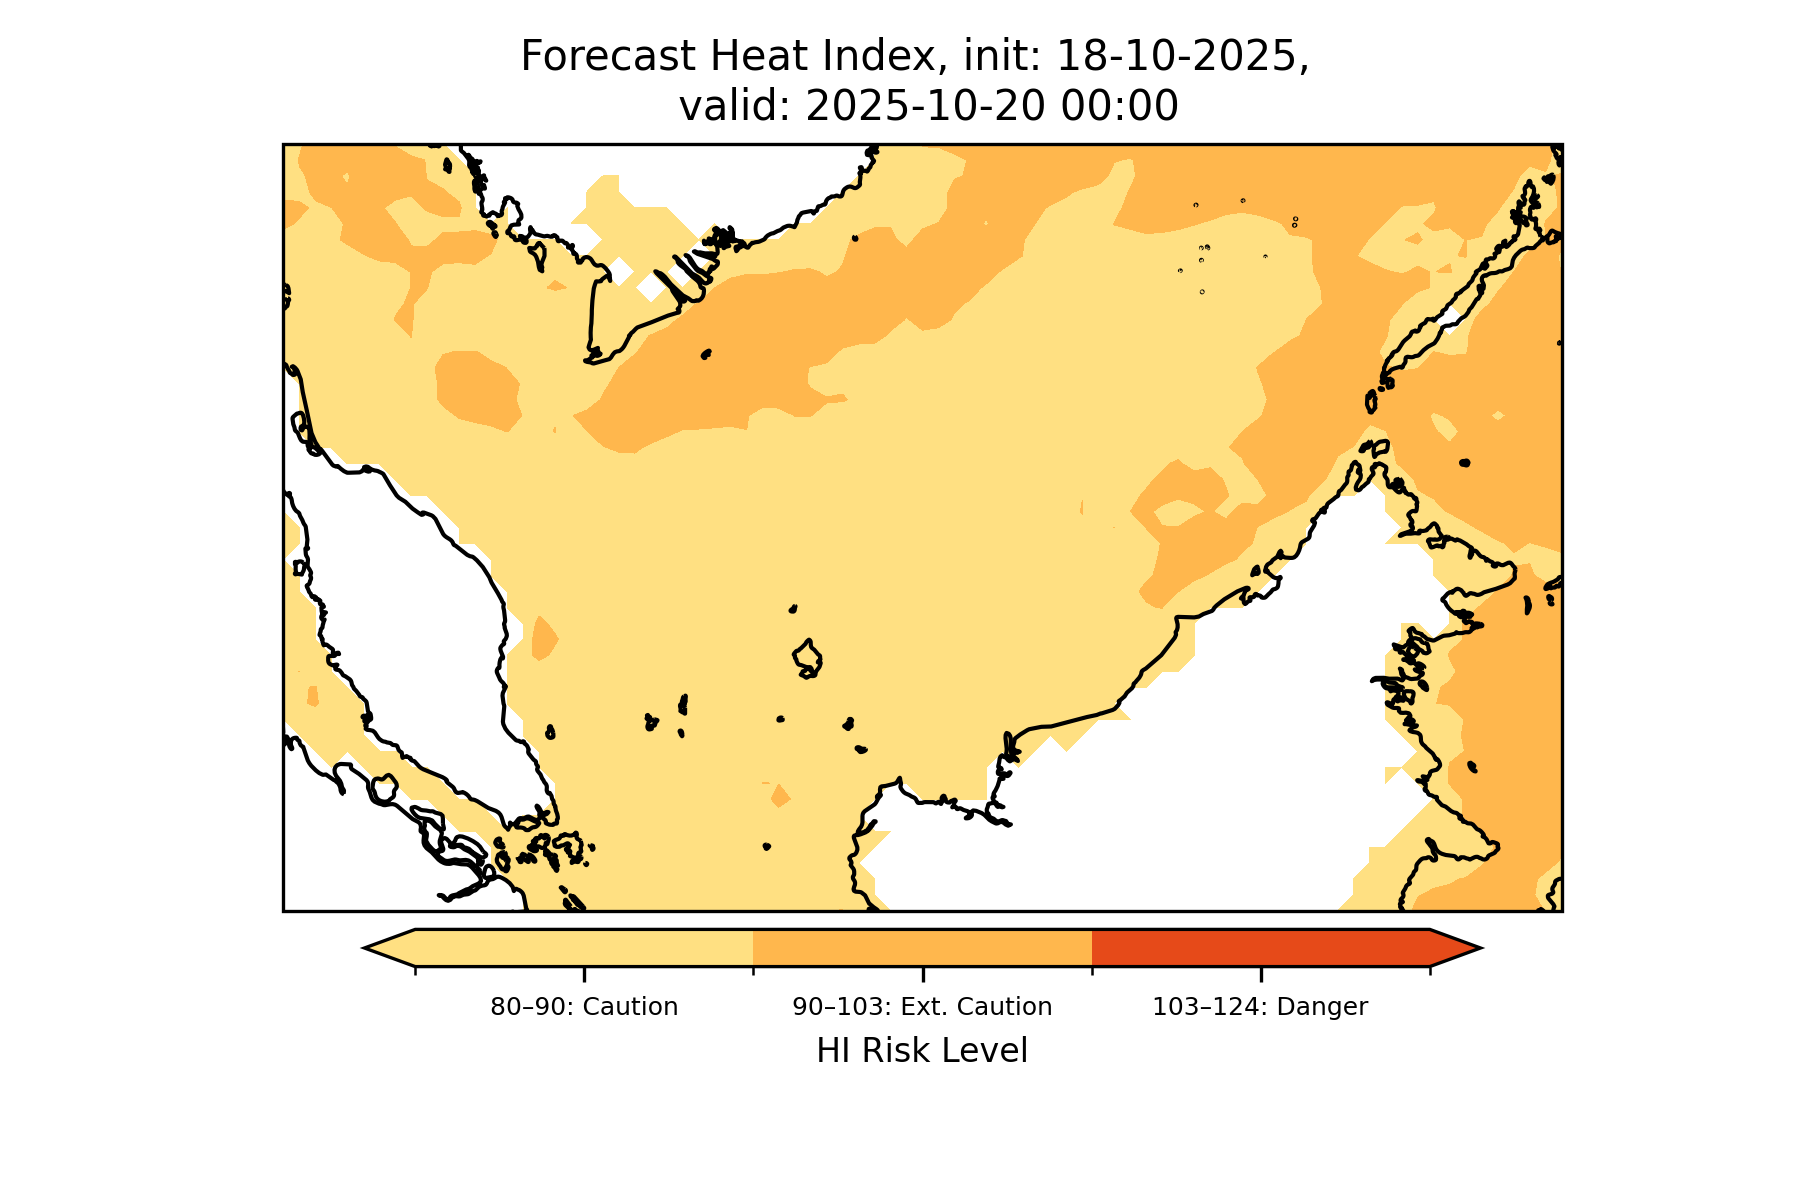 Forecast Heat Index, init: 18-10-2025,
valid: 2025-10-20 00:00
80–90: Caution
90–103: Ext. Caution
103–124: Danger
HI Risk Level